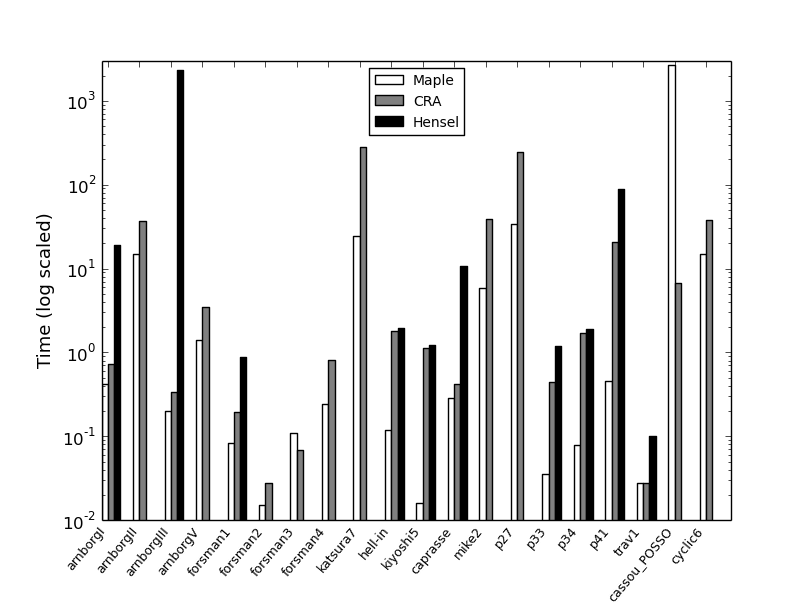 Maple
CRA
Hensel
Time (log scaled)
10³
10²
10¹
10⁰
10⁻¹
10⁻²
arnborgI
arnborgII
arnborgIII
arnborgV
forsman1
forsman2
forsman3
forsman4
katsura7
hell-in
kiyoshi5
caprasse
mike2
p27
p33
p34
p41
trav1
cassou_POSSO
cyclic6